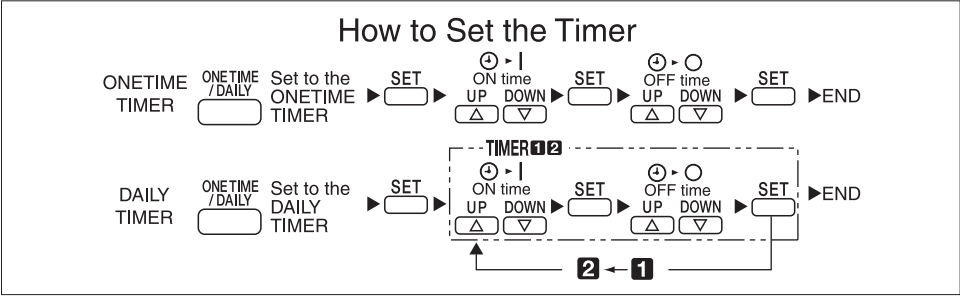 How to Set the Timer
ONETIME TIMER
ONETIME / DAILY
Set to the ONETIME TIMER
SET
ON time
UP DOWN
SET
OFF time
UP DOWN
SET
END
DAILY TIMER
ONETIME / DAILY
Set to the DAILY TIMER
SET
TIMER 1 2
ON time
UP DOWN
SET
OFF time
UP DOWN
SET
END
2 ← 1